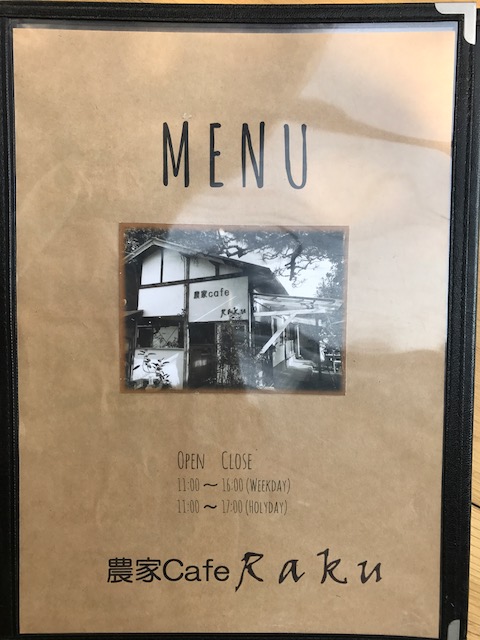 MENU
農家cafe
Raku
OPEN CLOSE
11:00 〜 16:00 (WEEKDAY)
11:00 〜 17:00 (HOLYDAY)
農家Cafe Raku